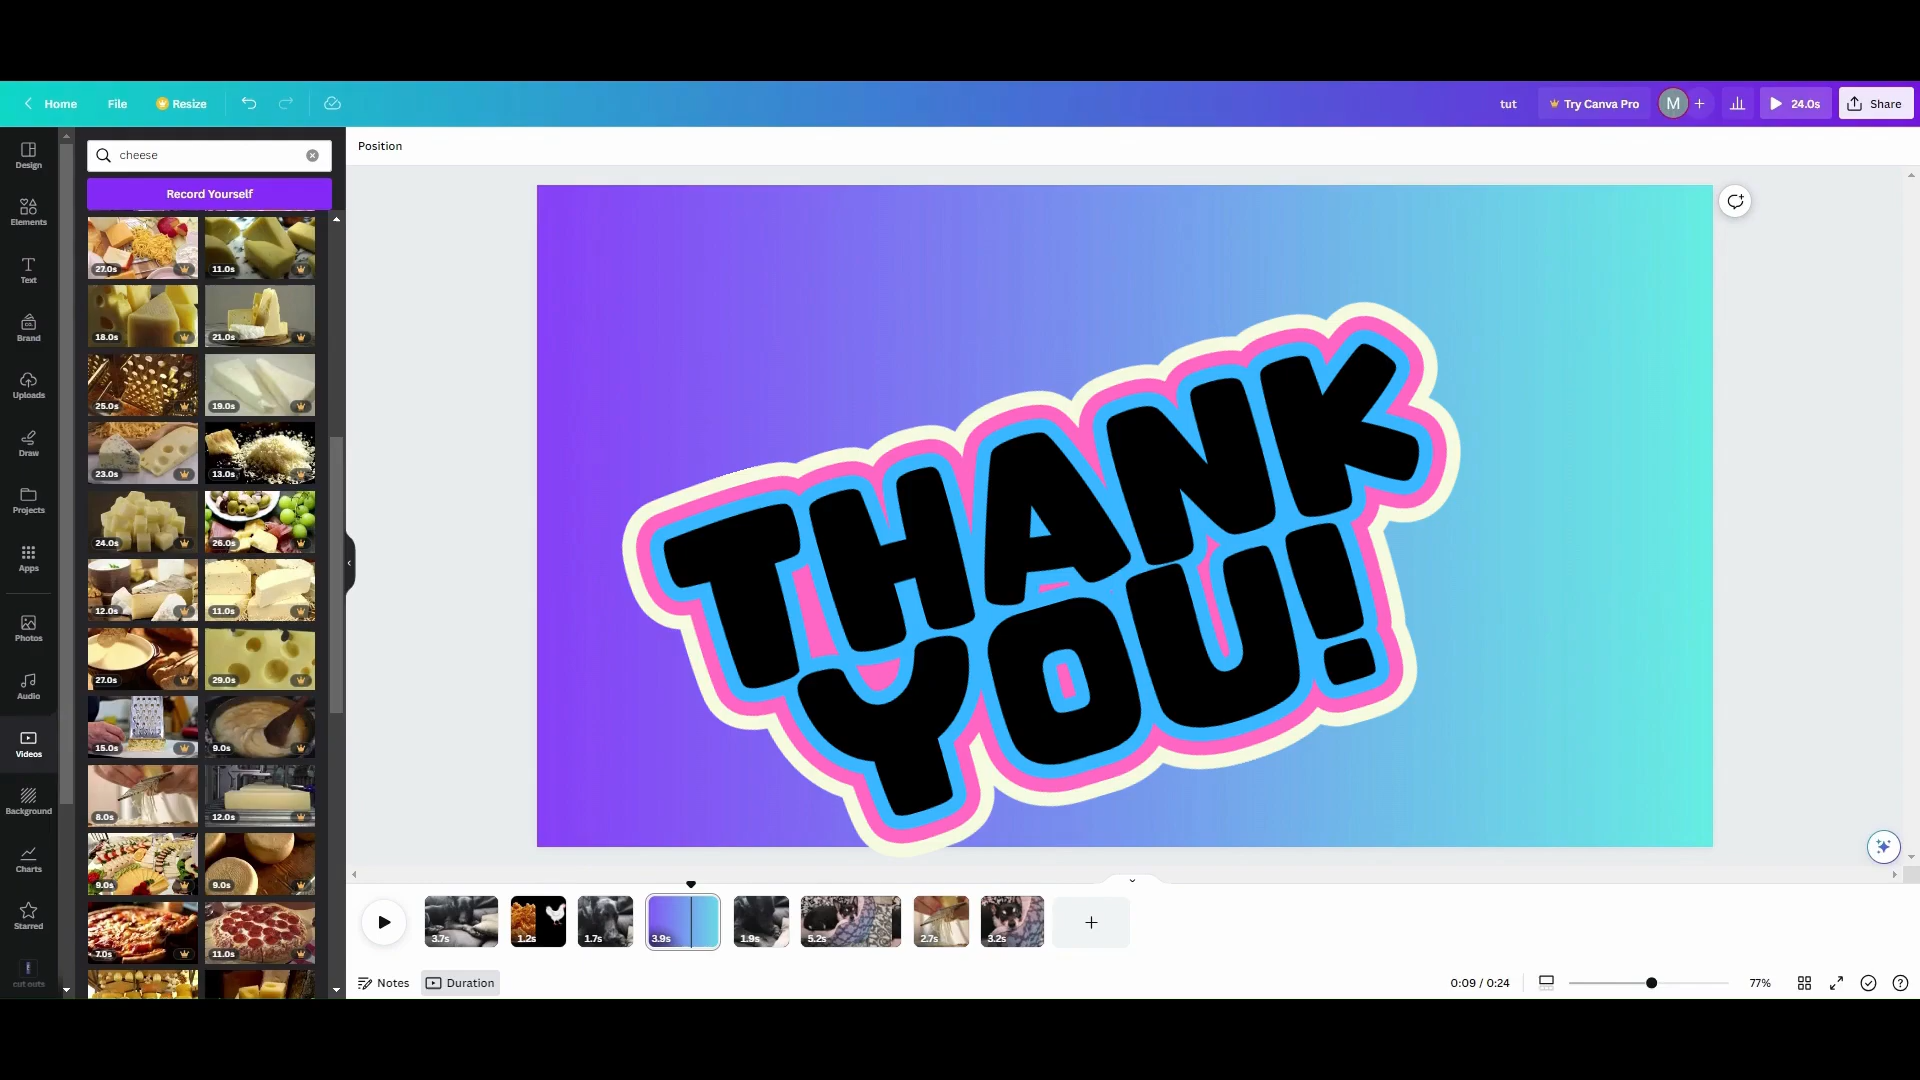 Home
File
Resize
tut
Try Canva Pro
M
24.0s
Share
Design
Elements
Text
Brand
Uploads
Draw
Projects
Apps
Photos
Audio
Videos
Background
Charts
Starred
cut outs
cheese
Record Yourself
27.0s
11.0s
18.0s
21.0s
25.0s
19.0s
23.0s
13.0s
24.0s
26.0s
12.0s
11.0s
27.0s
29.0s
15.0s
9.0s
8.0s
12.0s
9.0s
9.0s
7.0s
11.0s
Position
THANK
YOU!
3.7s
1.2s
1.7s
3.9s
1.9s
5.2s
2.7s
3.2s
Notes
Duration
0:09 / 0:24
77%